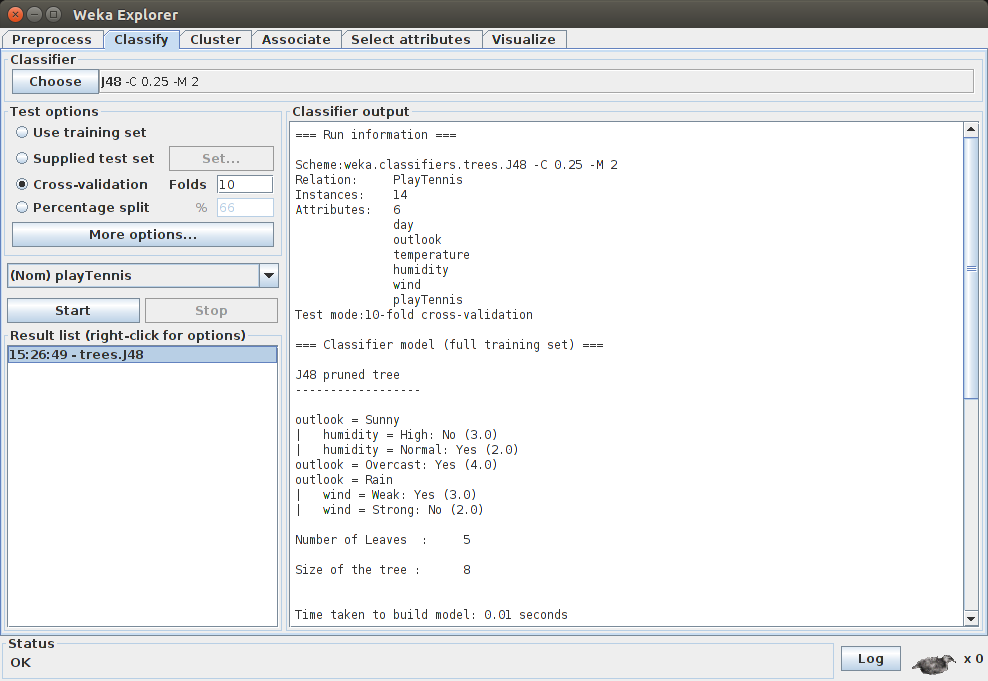 Weka Explorer
Preprocess Classify Cluster Associate Select attributes Visualize
Classifier
Choose J48 -C 0.25 -M 2
Test options
Use training set
Supplied test set Set...
Cross-validation Folds 10
Percentage split % 66
More options...
(Nom) playTennis
Start Stop
Result list (right-click for options)
15:26:49 - trees.J48
Classifier output
=== Run information ===
Scheme:weka.classifiers.trees.J48 -C 0.25 -M 2
Relation: PlayTennis
Instances: 14
Attributes: 6
day
outlook
temperature
humidity
wind
playTennis
Test mode:10-fold cross-validation
=== Classifier model (full training set) ===
J48 pruned tree
------------------
outlook = Sunny
| humidity = High: No (3.0)
| humidity = Normal: Yes (2.0)
outlook = Overcast: Yes (4.0)
outlook = Rain
| wind = Weak: Yes (3.0)
| wind = Strong: No (2.0)
Number of Leaves : 5
Size of the tree : 8
Time taken to build model: 0.01 seconds
Status
OK
Log x 0